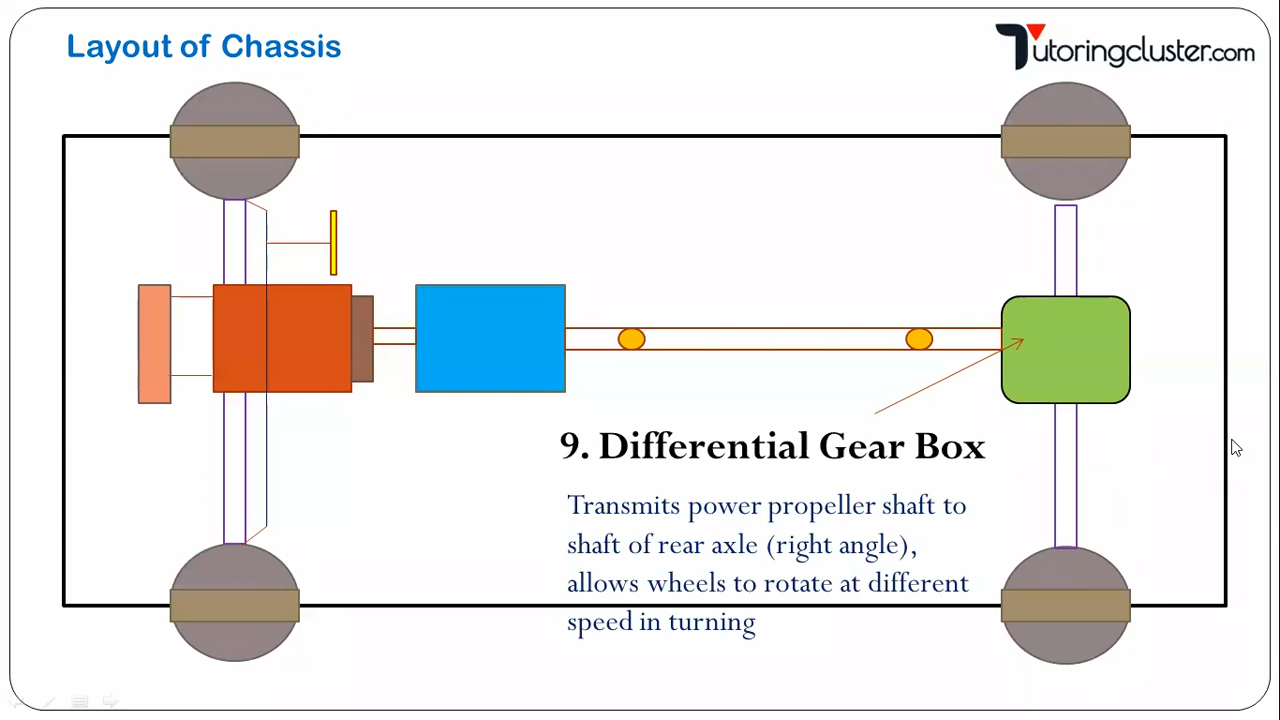 Layout of Chassis
Tutoringcluster.com
9. Differential Gear Box
Transmits power propeller shaft to
shaft of rear axle (right angle),
allows wheels to rotate at different
speed in turning